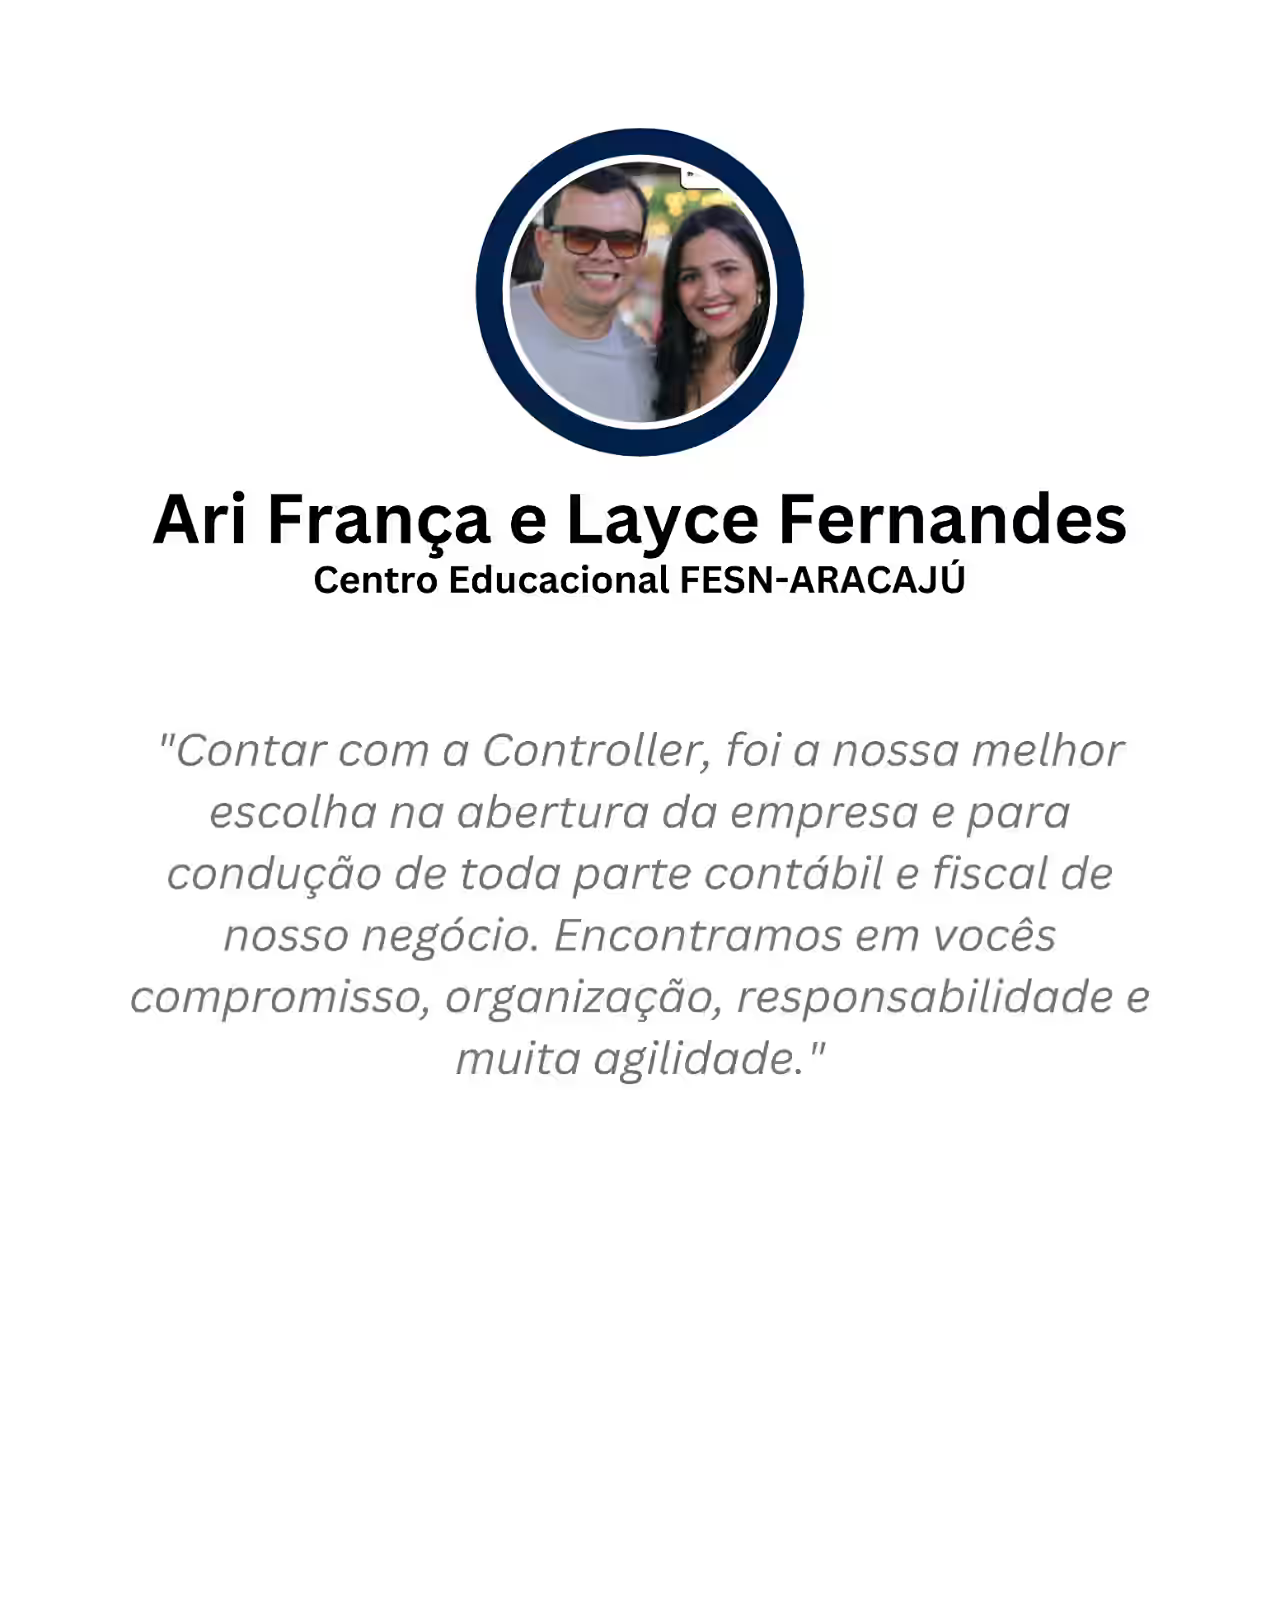 Ari França e Layce Fernandes
Centro Educacional FESN-ARACAJÚ
"Contar com a Controller, foi a nossa melhor
escolha na abertura da empresa e para
condução de toda parte contábil e fiscal de
nosso negócio. Encontramos em vocês
compromisso, organização, responsabilidade e
muita agilidade."